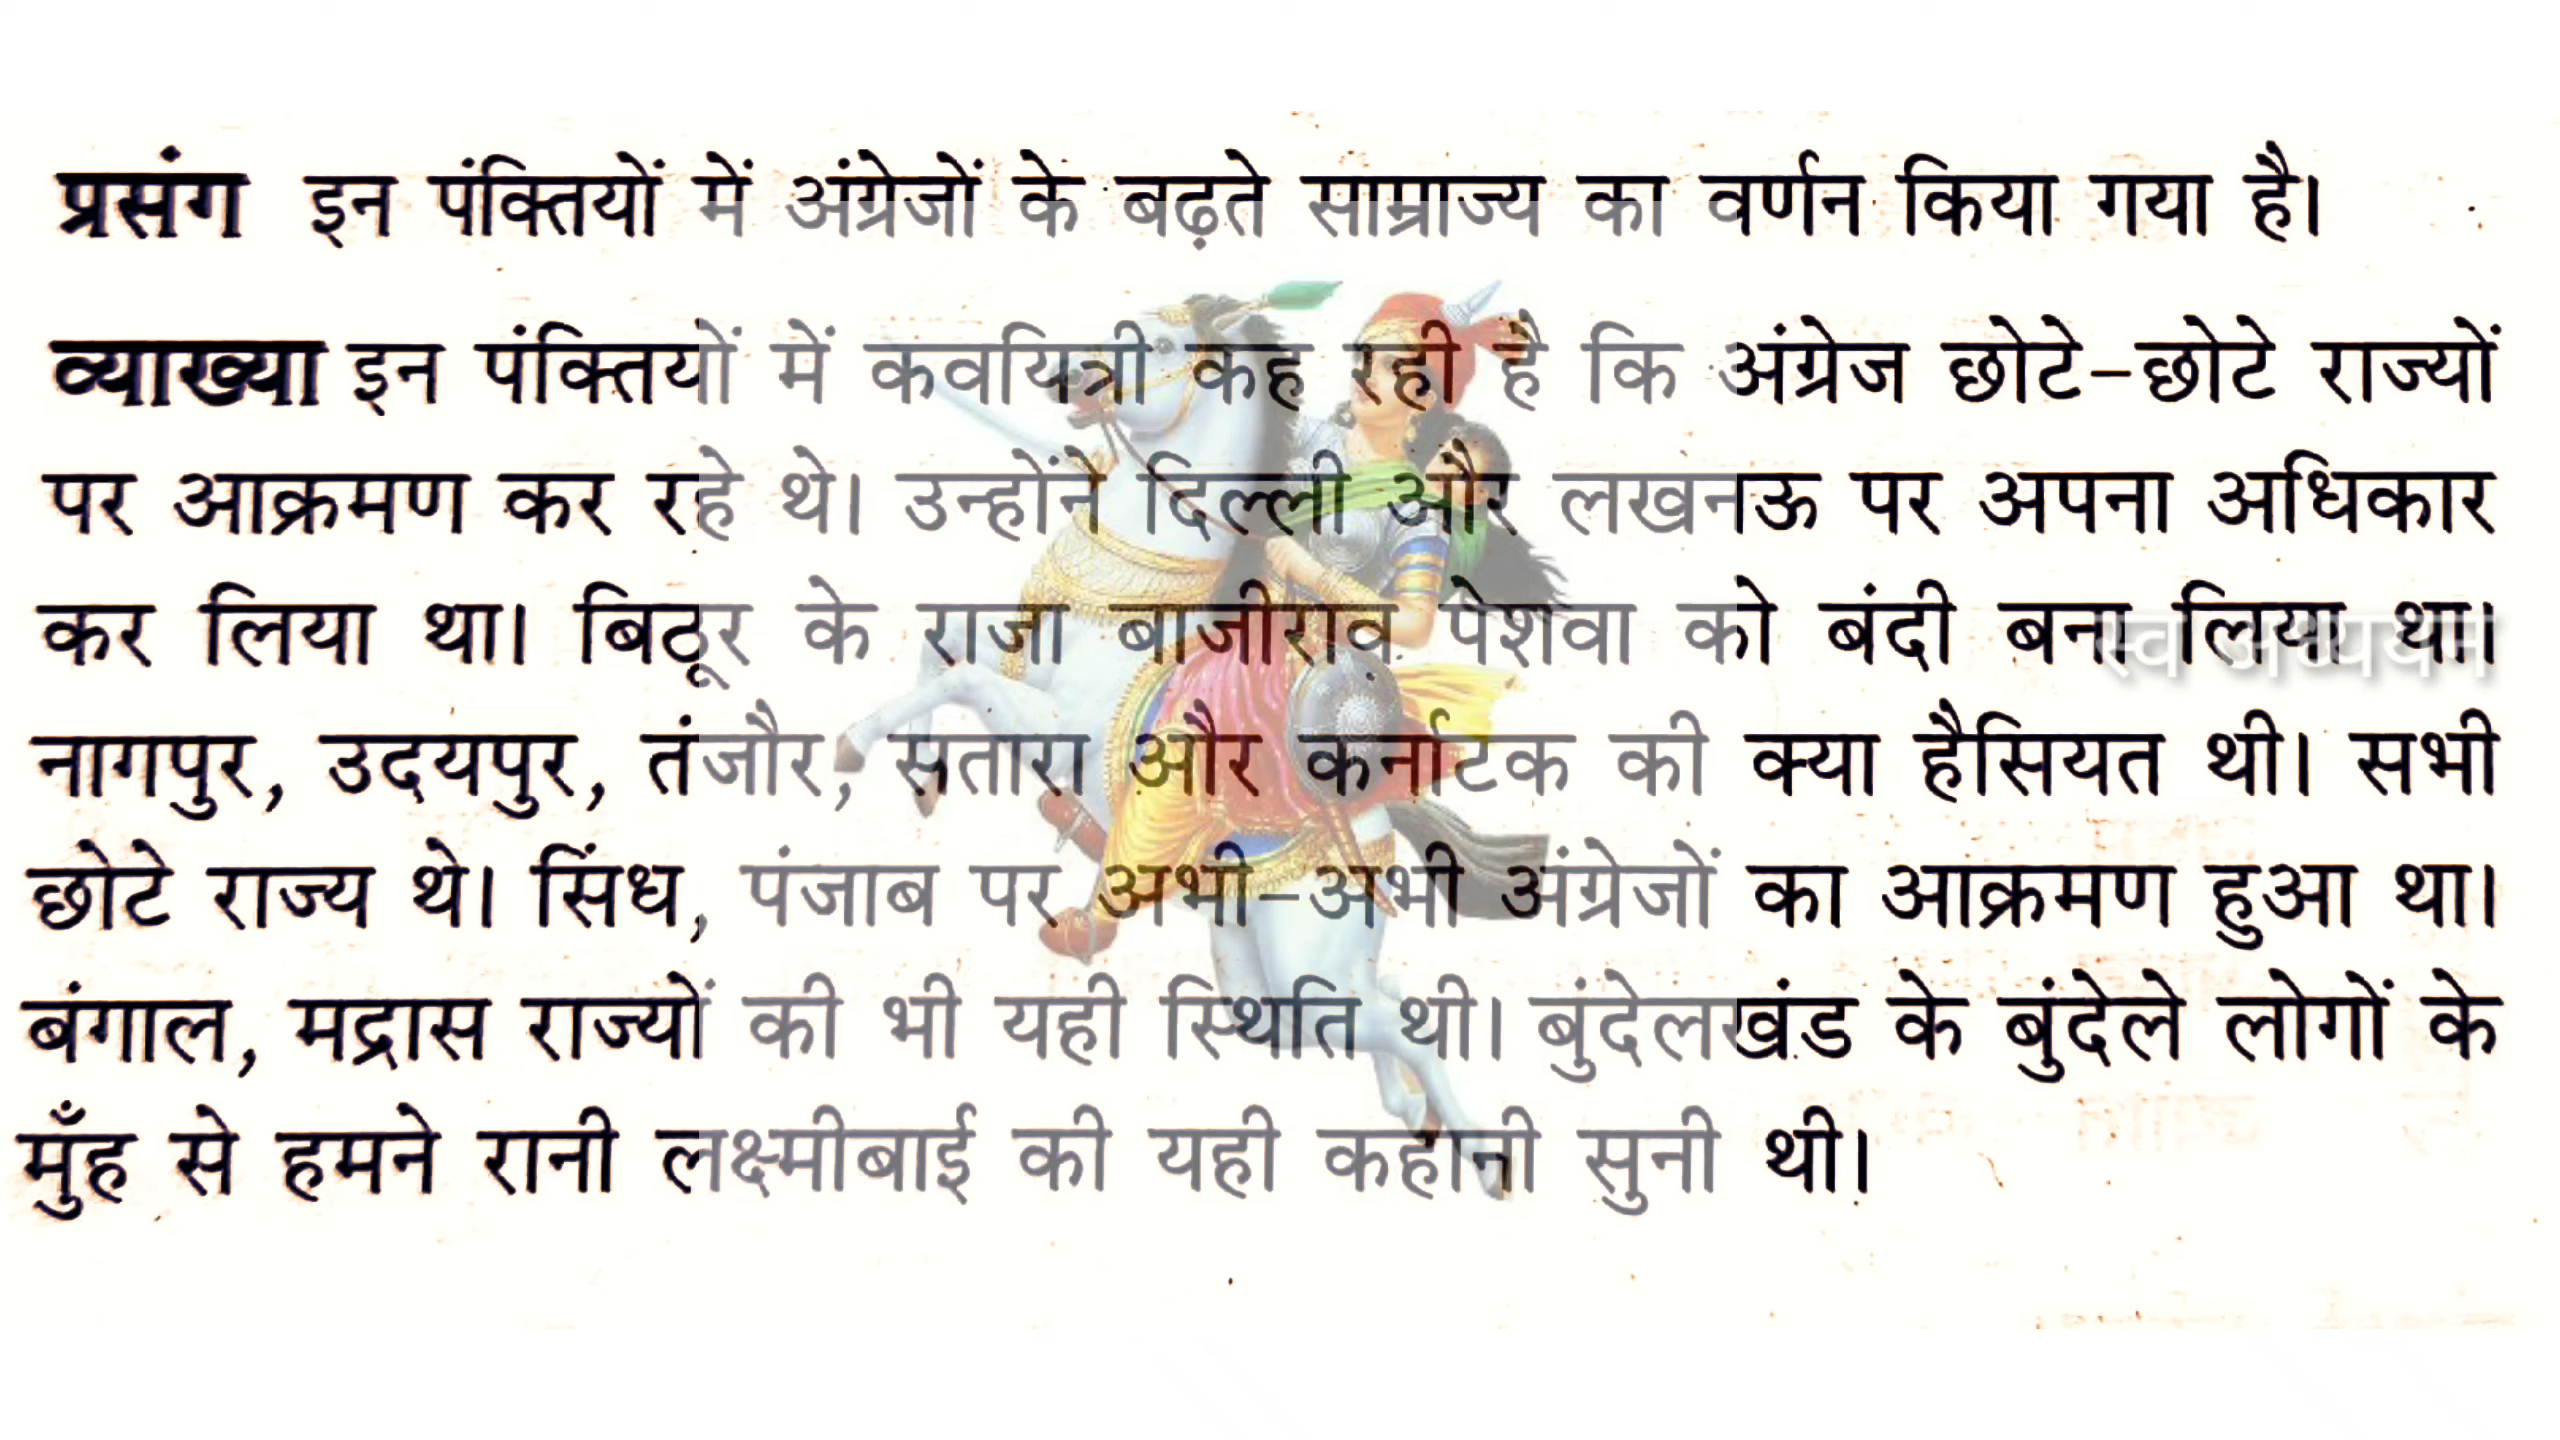 प्रसंग इन पंक्तियों में अंग्रेजों के बढ़ते साम्राज्य का वर्णन किया गया है।
व्याख्या इन पंक्तियों में कवयित्री कह रही है कि अंग्रेज छोटे-छोटे राज्यों
पर आक्रमण कर रहे थे। उन्होंने दिल्ली और लखनऊ पर अपना अधिकार
कर लिया था। बिठूर के राजा बाजीराव पेशवा को बंदी बना लिया था।
स्व अध्ययन
नागपुर, उदयपुर, तंजौर, सतारा और कर्नाटक की क्या हैसियत थी। सभी
छोटे राज्य थे। सिंध, पंजाब पर अभी-अभी अंग्रेजों का आक्रमण हुआ था।
बंगाल, मद्रास राज्यों की भी यही स्थिति थी। बुंदेलखंड के बुंदेले लोगों के
मुँह से हमने रानी लक्ष्मीबाई की यही कहानी सुनी थी।